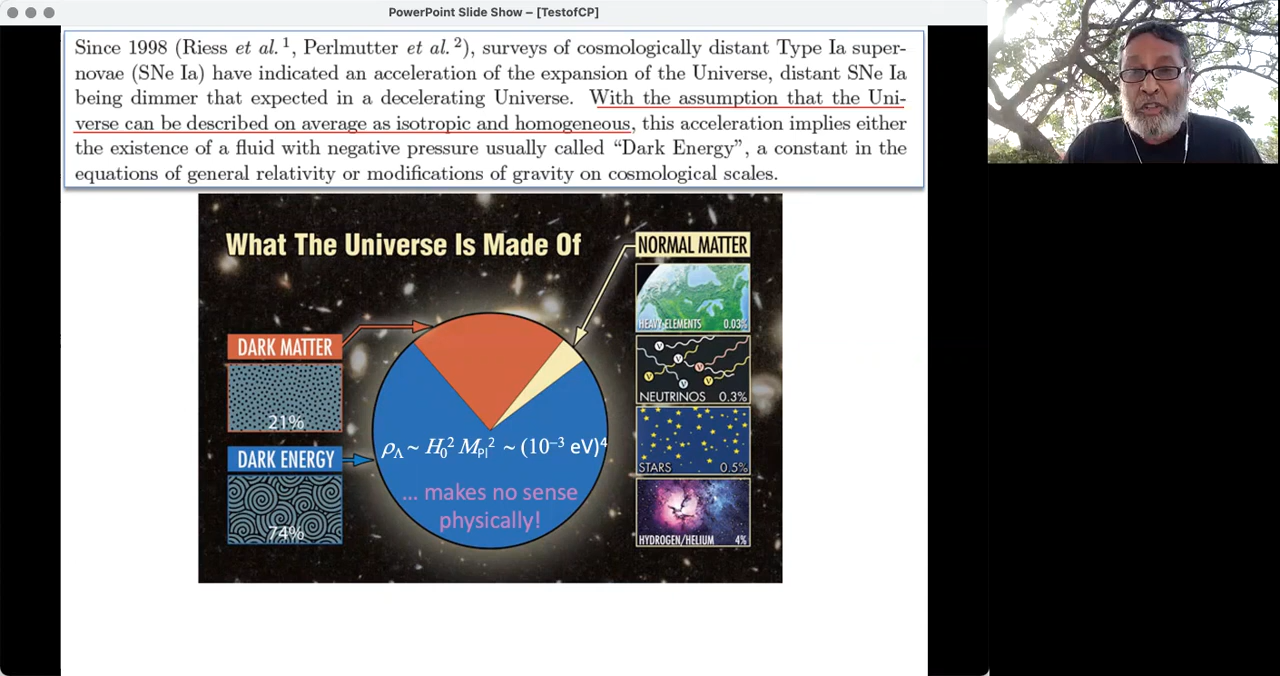 PowerPoint Slide Show – [TestofCP]
Since 1998 (Riess et al.¹, Perlmutter et al.²), surveys of cosmologically distant Type Ia super-
novae (SNe Ia) have indicated an acceleration of the expansion of the Universe, distant SNe Ia
being dimmer that expected in a decelerating Universe. With the assumption that the Uni-
verse can be described on average as isotropic and homogeneous, this acceleration implies either
the existence of a fluid with negative pressure usually called “Dark Energy”, a constant in the
equations of general relativity or modifications of gravity on cosmological scales.
What The Universe Is Made Of
DARK MATTER
21%
DARK ENERGY
74%
ρ_Λ ~ H₀² M_Pl² ~ (10⁻³ eV)⁴
... makes no sense
physically!
NORMAL MATTER
HEAVY ELEMENTS 0.03%
ν ν ν ν ν ν
NEUTRINOS 0.3%
STARS 0.5%
HYDROGEN/HELIUM 4%